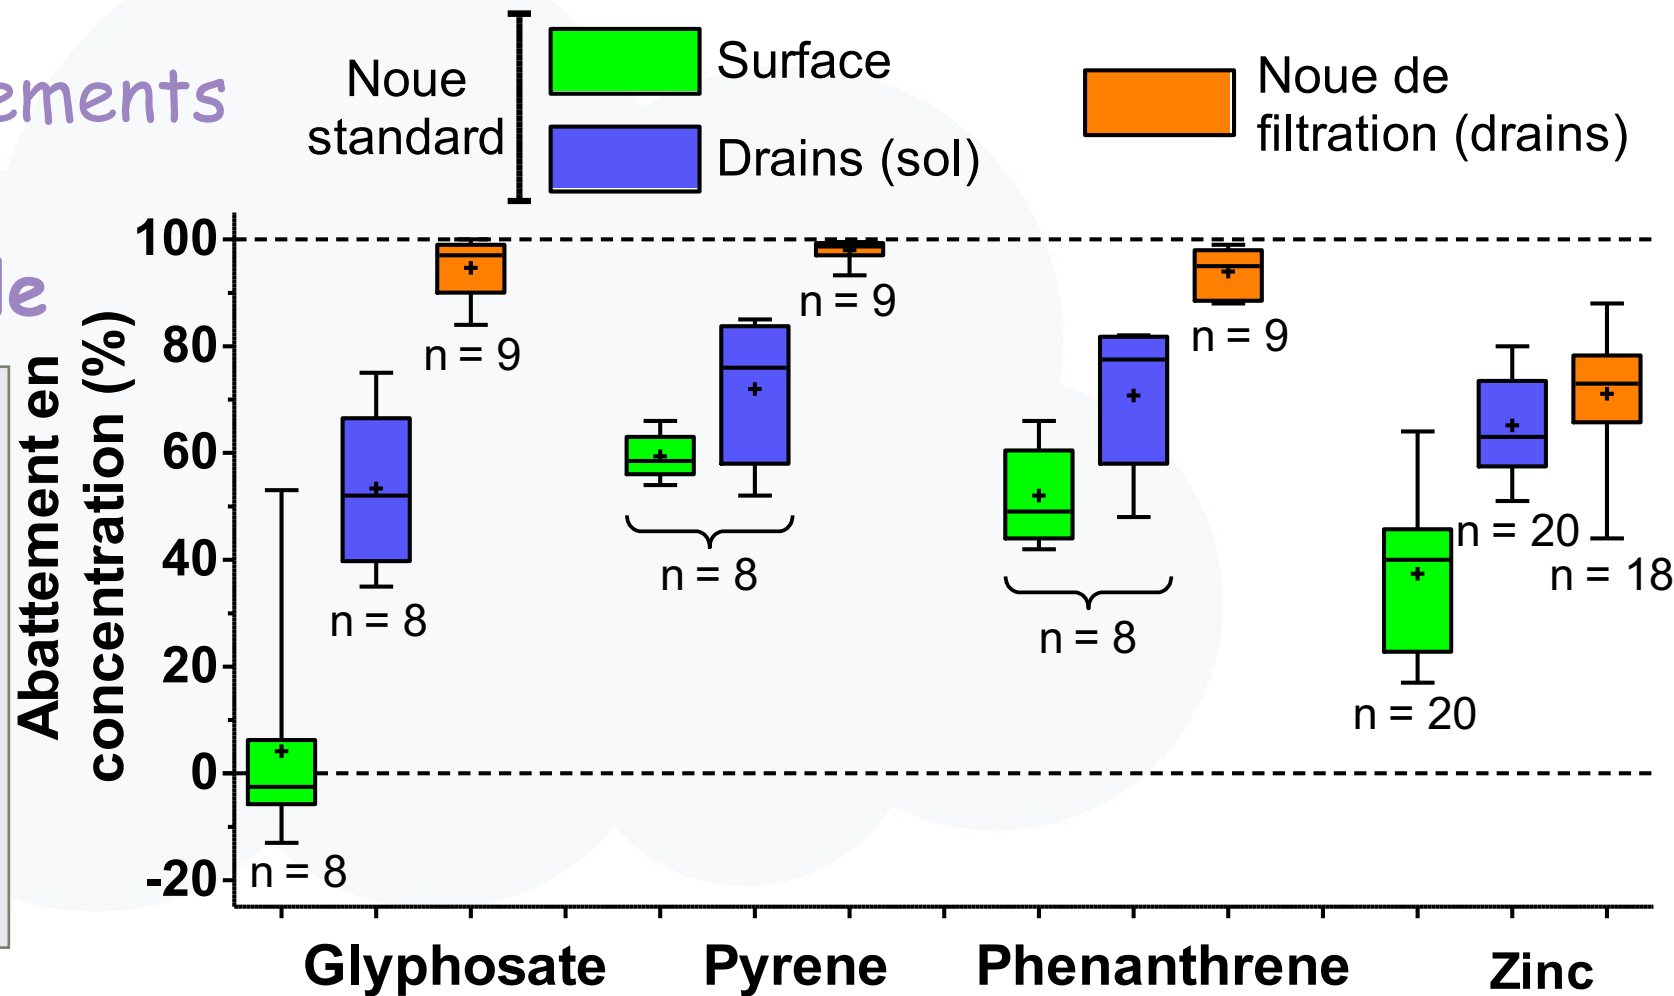 ements
le
Noue
standard
Surface
Drains (sol)
Noue de
filtration (drains)
Abattement en
concentration (%)
100
80
60
40
20
0
-20
n = 8
n = 8
n = 9
n = 8
n = 9
n = 8
n = 9
n = 20
n = 20
n = 18
Glyphosate
Pyrene
Phenanthrene
Zinc